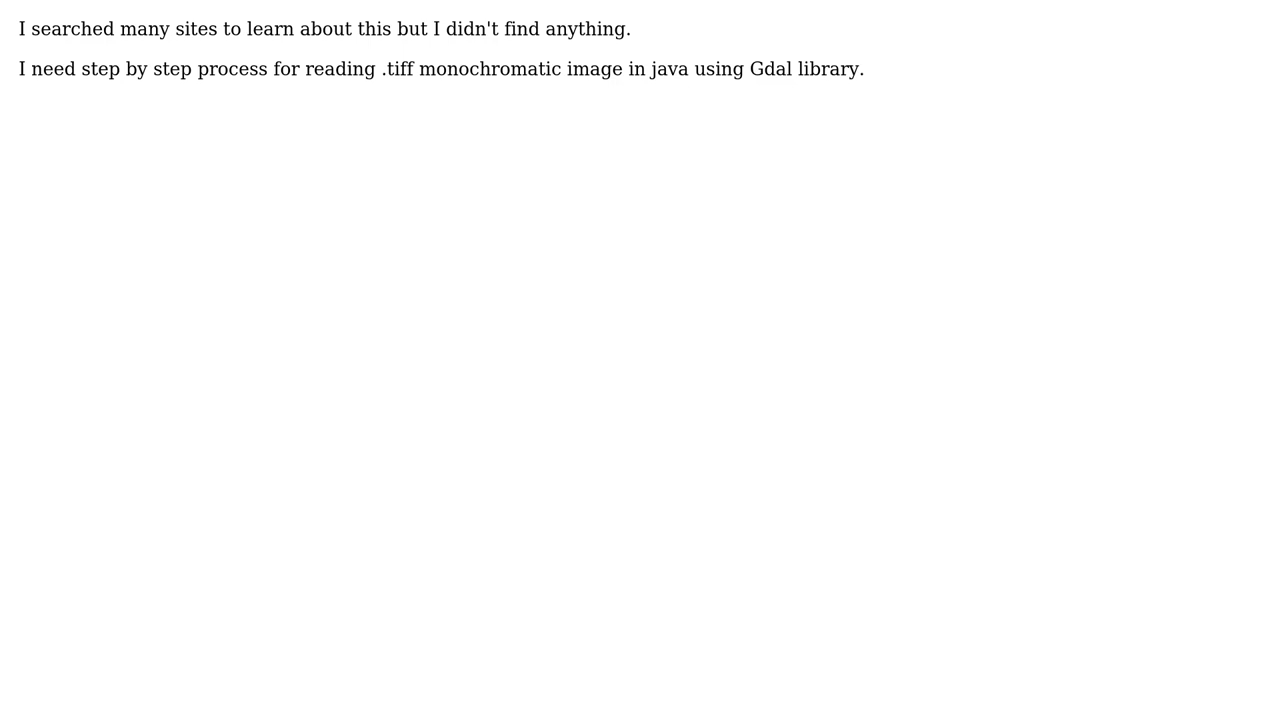 I searched many sites to learn about this but I didn't find anything.
I need step by step process for reading .tiff monochromatic image in java using Gdal library.